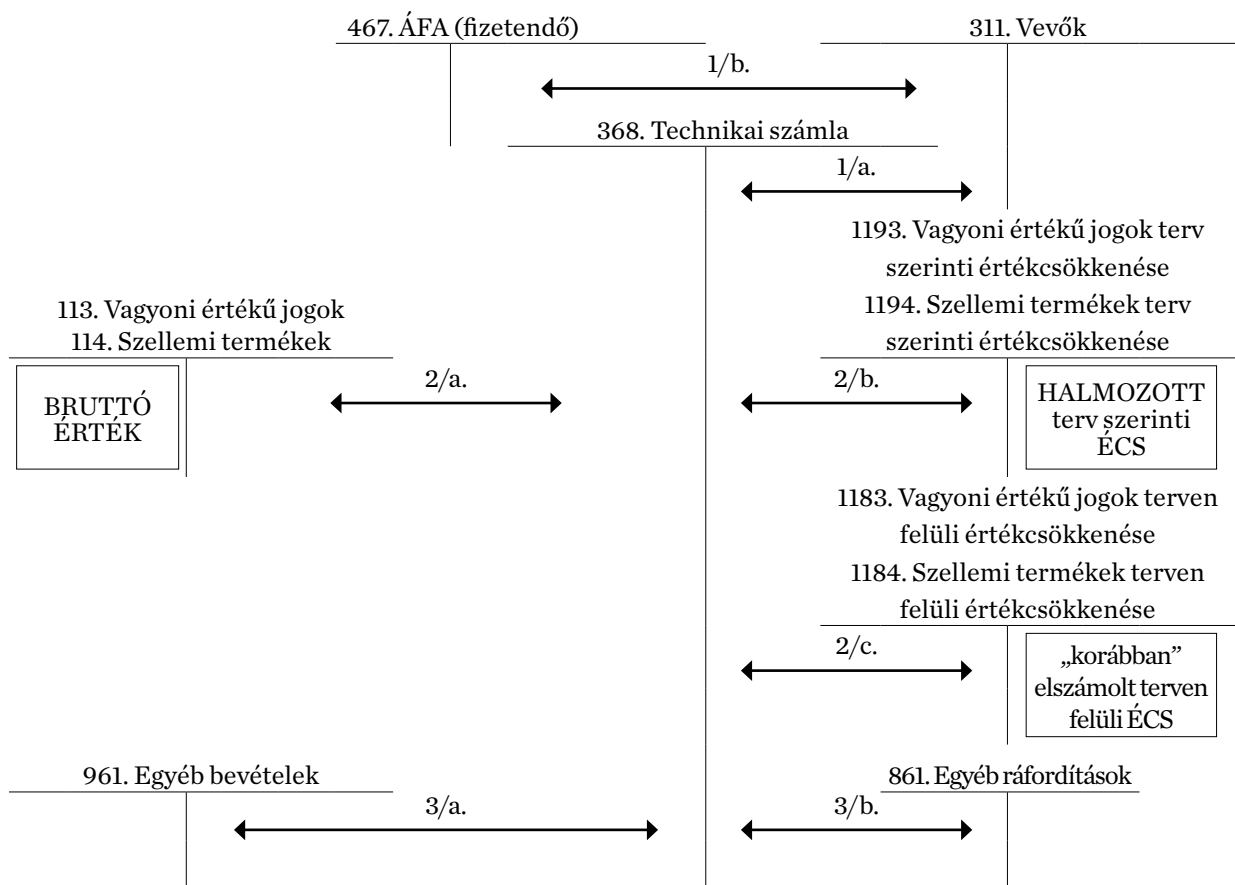 467. ÁFA (fizetendő)
311. Vevők
1/b.
368. Technikai számla
1/a.
1193. Vagyoni értékű jogok terv
szerinti értékcsökkenése
1194. Szellemi termékek terv
szerinti értékcsökkenése
113. Vagyoni értékű jogok
114. Szellemi termékek
BRUTTÓ
ÉRTÉK
2/a.
2/b.
HALMOZOTT
terv szerinti
ÉCS
1183. Vagyoni értékű jogok terven
felüli értékcsökkenése
1184. Szellemi termékek terven
felüli értékcsökkenése
2/c.
„korábban”
elszámolt terven
felüli ÉCS
961. Egyéb bevételek
861. Egyéb ráfordítások
3/a.
3/b.